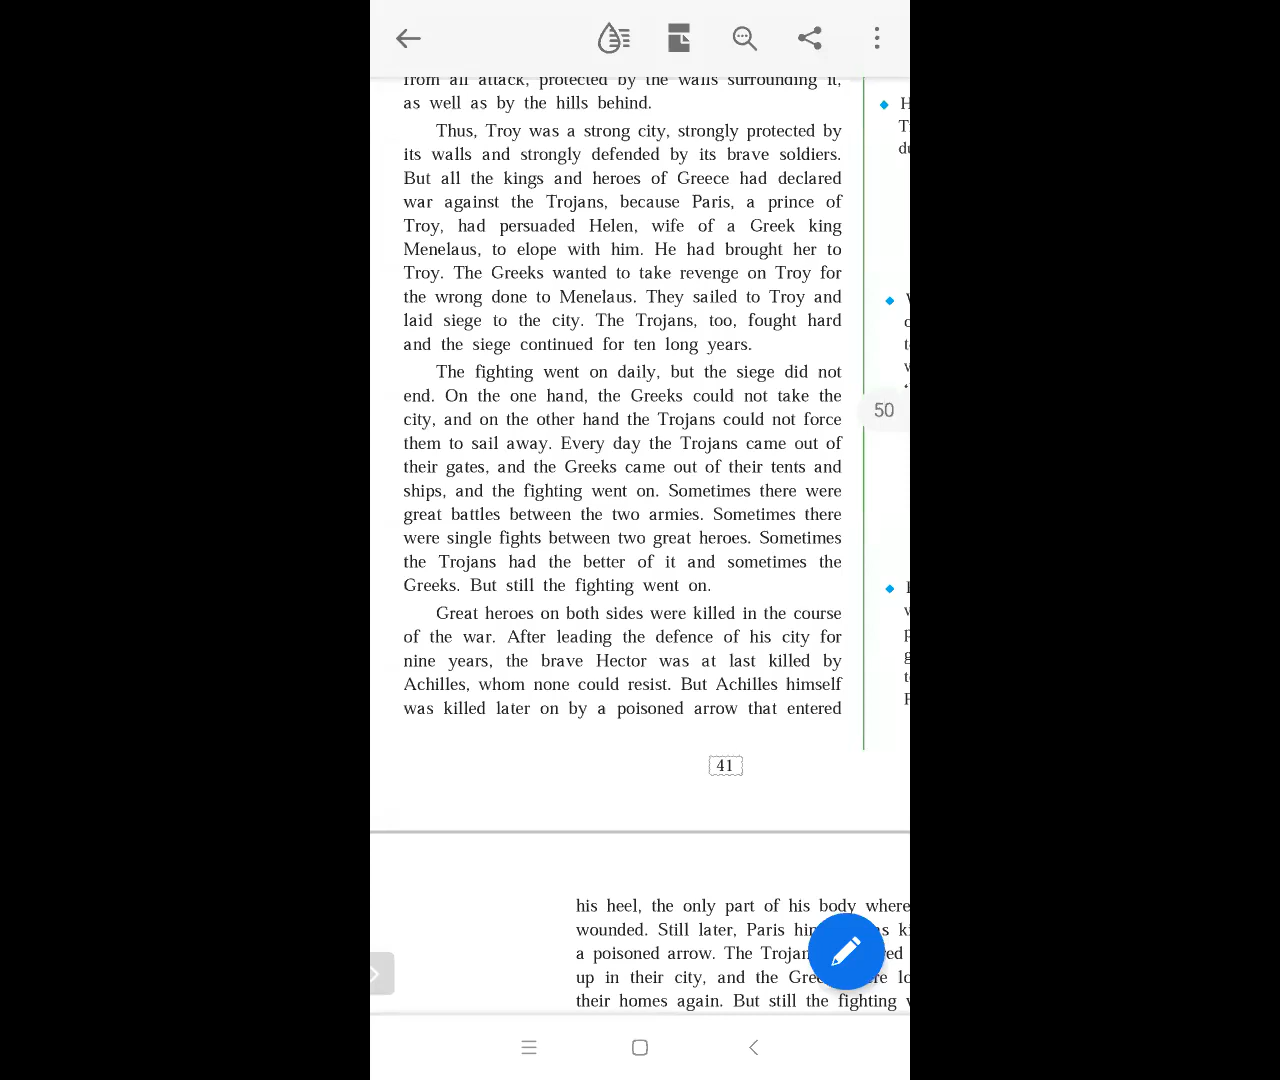 from all attack, protected by the walls surrounding it,
as well as by the hills behind.
Thus, Troy was a strong city, strongly protected by
its walls and strongly defended by its brave soldiers.
But all the kings and heroes of Greece had declared
war against the Trojans, because Paris, a prince of
Troy, had persuaded Helen, wife of a Greek king
Menelaus, to elope with him. He had brought her to
Troy. The Greeks wanted to take revenge on Troy for
the wrong done to Menelaus. They sailed to Troy and
laid siege to the city. The Trojans, too, fought hard
and the siege continued for ten long years.
The fighting went on daily, but the siege did not
end. On the one hand, the Greeks could not take the
city, and on the other hand the Trojans could not force
them to sail away. Every day the Trojans came out of
their gates, and the Greeks came out of their tents and
ships, and the fighting went on. Sometimes there were
great battles between the two armies. Sometimes there
were single fights between two great heroes. Sometimes
the Trojans had the better of it and sometimes the
Greeks. But still the fighting went on.
Great heroes on both sides were killed in the course
of the war. After leading the defence of his city for
nine years, the brave Hector was at last killed by
Achilles, whom none could resist. But Achilles himself
was killed later on by a poisoned arrow that entered
50
41
his heel, the only part of his body where
wounded. Still later, Paris
a poisoned arrow. The
up in their city, and the
their homes again. But still the fighting